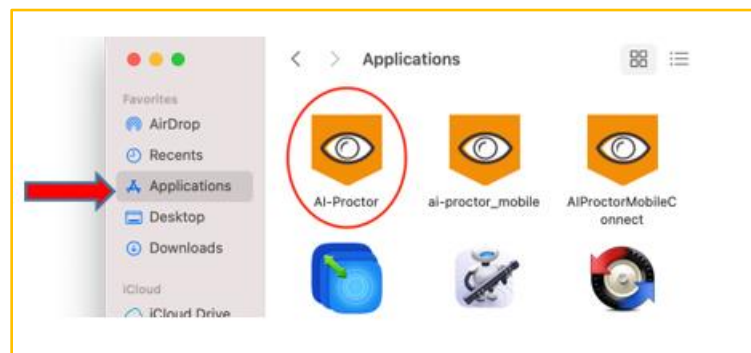 Applications
Favorites
AirDrop
Recents
Applications
Desktop
Downloads
iCloud
iCloud Drive
AI-Proctor
ai-proctor_mobile
AIProctorMobileC
onnect